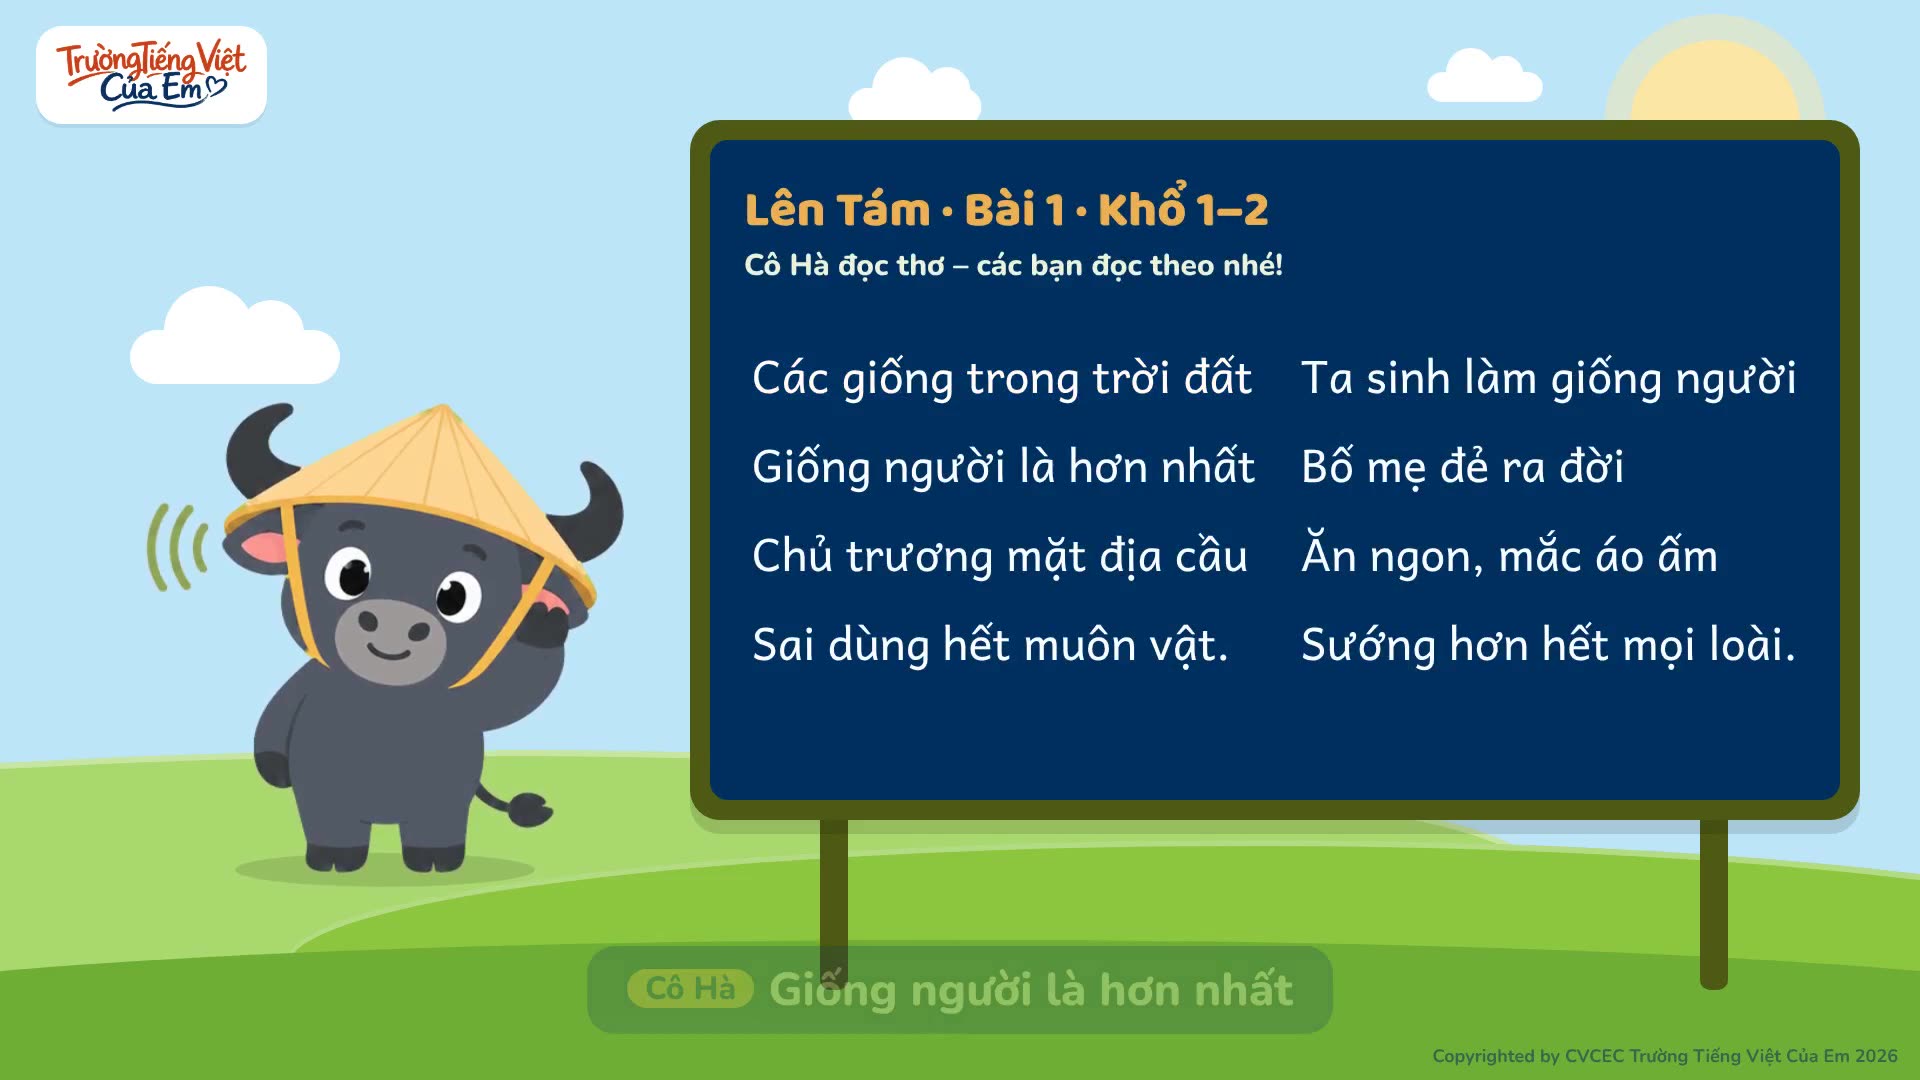 Trường Tiếng Việt
Của Em
Lên Tám · Bài 1 · Khổ 1–2
Cô Hà đọc thơ – các bạn đọc theo nhé!
Các giống trong trời đất
Giống người là hơn nhất
Chủ trương mặt địa cầu
Sai dùng hết muôn vật.
Ta sinh làm giống người
Bố mẹ đẻ ra đời
Ăn ngon, mắc áo ấm
Sướng hơn hết mọi loài.
Cô Hà Giống người là hơn nhất
Copyrighted by CVCEC Trường Tiếng Việt Của Em 2026